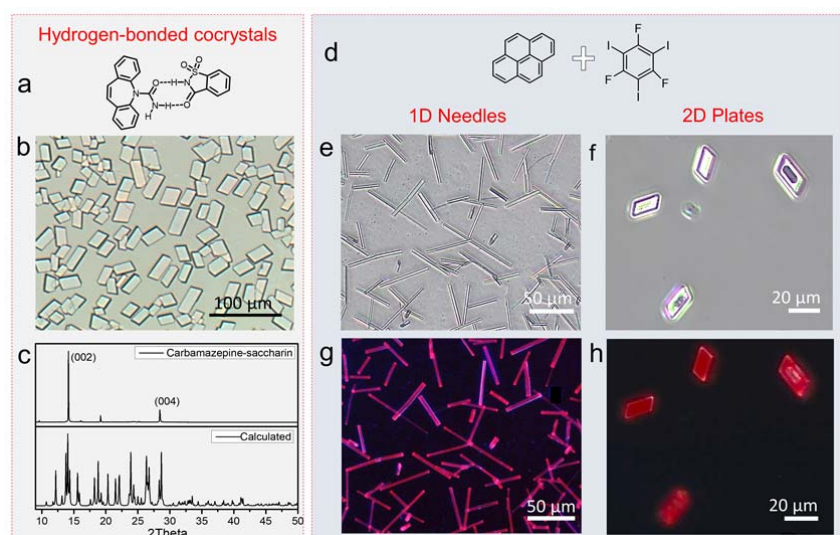 Hydrogen-bonded cocrystals
a
O O
S
O H N
N
N H O
H
b
100 μm
c
(002)
Carbamazepine-saccharin
(004)
Calculated
10 15 20 25 30 35 40 45 50
2Theta
d
F
I I
F F
I
1D Needles 2D Plates
e
50 μm
f
20 μm
g
50 μm
h
20 μm